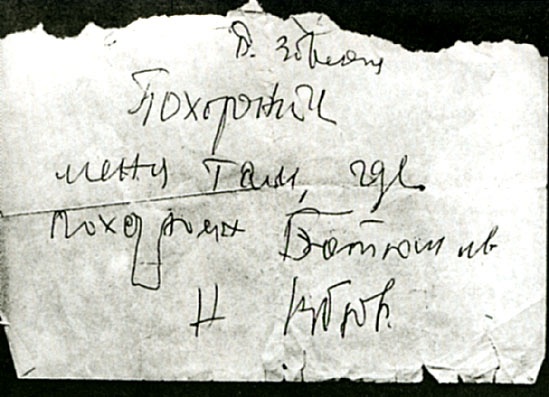 Похороните
меня там, где
похоронен Батюшков
Н Рубцов